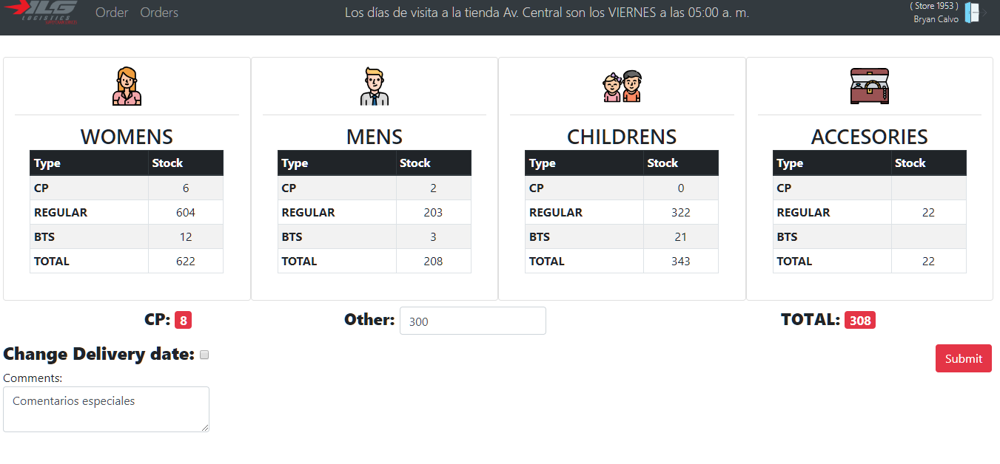 ILG
LOGISTICS
Order Orders
Los días de visita a la tienda Av. Central son los VIERNES a las 05:00 a. m.
( Store 1953 )
Bryan Calvo
WOMENS
Type Stock
CP 6
REGULAR 604
BTS 12
TOTAL 622
MENS
Type Stock
CP 2
REGULAR 203
BTS 3
TOTAL 208
CHILDRENS
Type Stock
CP 0
REGULAR 322
BTS 21
TOTAL 343
ACCESORIES
Type Stock
CP
REGULAR 22
BTS
TOTAL 22
CP: 8
Other: 300
TOTAL: 308
Change Delivery date:
Submit
Comments:
Comentarios especiales